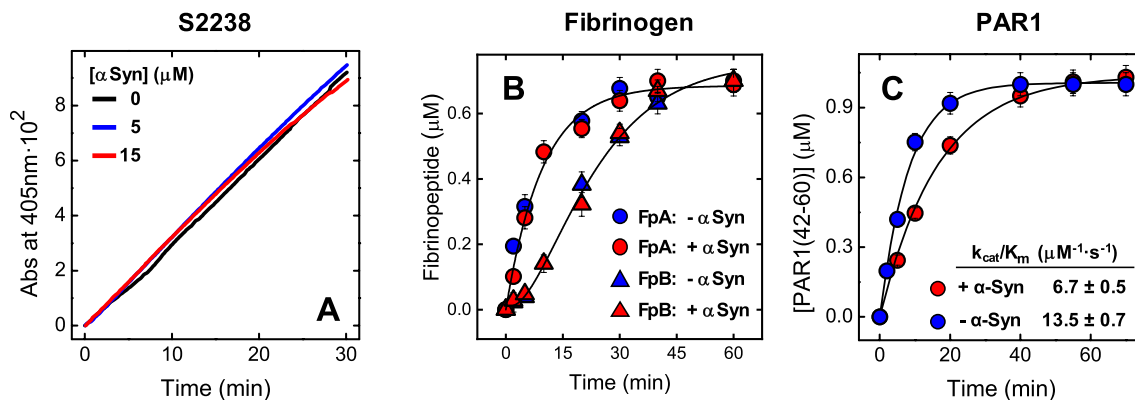 S2238
Fibrinogen
PAR1
Abs at 405nm·10²
8
6
4
2
0
[αSyn] (μM)
0
5
15
A
0
10
20
30
Time (min)
Fibrinopeptide (μM)
0.6
0.4
0.2
0.0
B
FpA: - αSyn
FpA: + αSyn
FpB: - αSyn
FpB: + αSyn
0
15
30
45
60
Time (min)
[PAR1(42-60)] (μM)
0.9
0.6
0.3
0.0
C
kcat/Km (μM⁻¹·s⁻¹)
+ α-Syn 6.7 ± 0.5
- α-Syn 13.5 ± 0.7
0
20
40
60
Time (min)